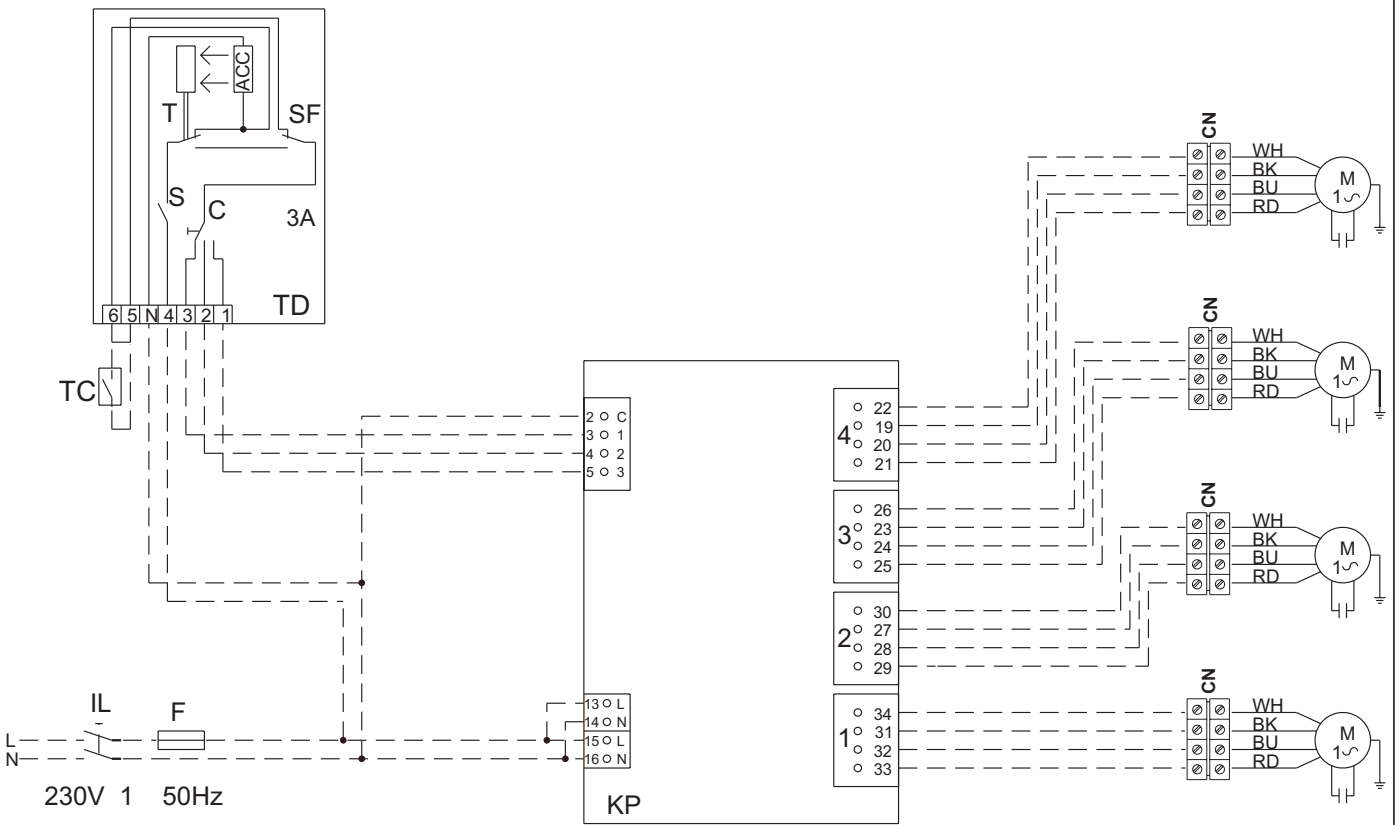 ACC
T
SF
S
C
3A
TD
6 5 N 4 3 2 1
TC
2 C
3 1
4 2
5 3
13 L
14 N
15 L
16 N
KP
4
22
19
20
21
3
26
23
24
25
2
30
27
28
29
1
34
31
32
33
CN
WH
BK
BU
RD
M
1
CN
WH
BK
BU
RD
M
1
CN
WH
BK
BU
RD
M
1
CN
WH
BK
BU
RD
M
1
IL
F
L
N
230V 1 50Hz